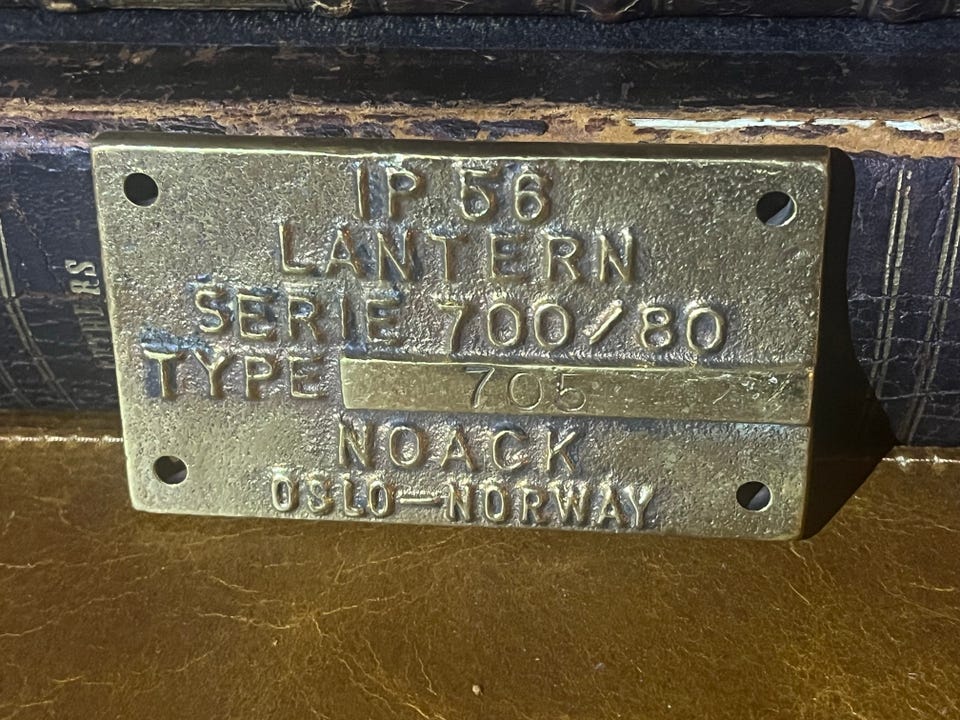 IP 56
LANTERN
SERIE 700/80
TYPE 705
NOACK
OSLO—NORWAY